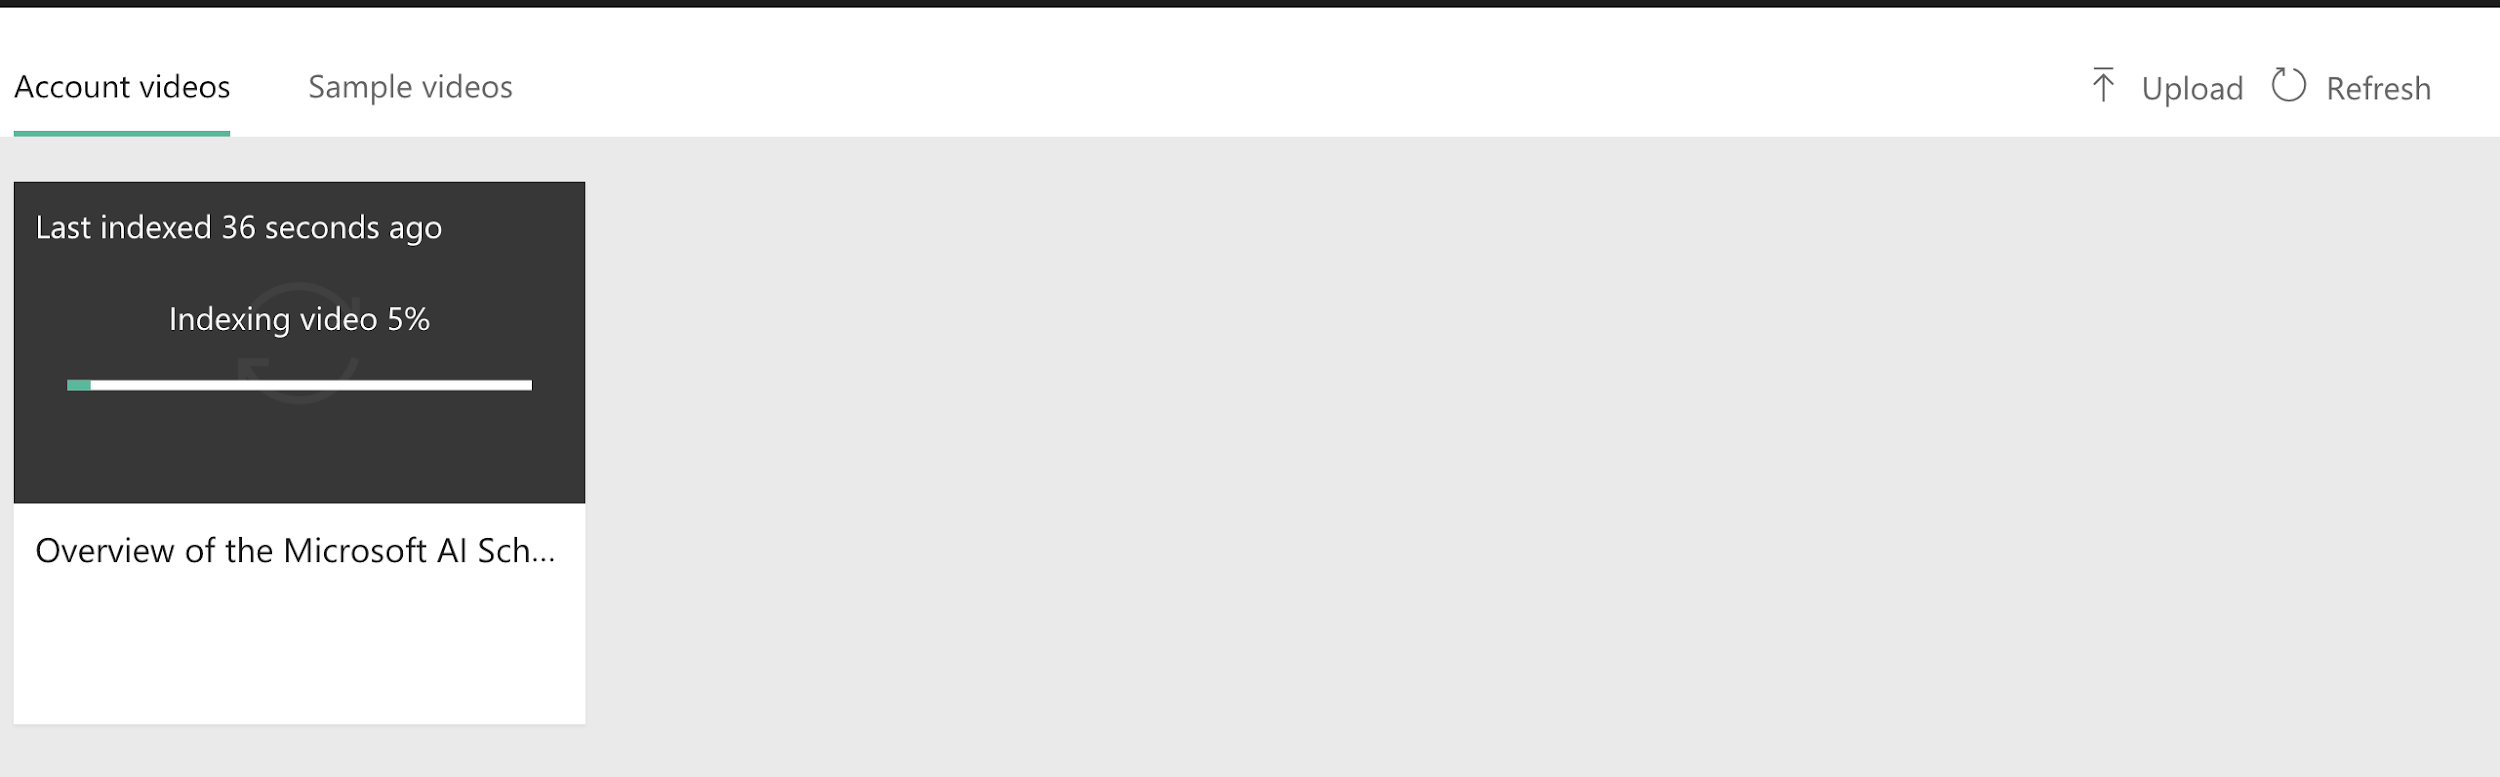 Account videos
Sample videos
Upload
Refresh
Last indexed 36 seconds ago
Indexing video 5%
Overview of the Microsoft AI Sch...